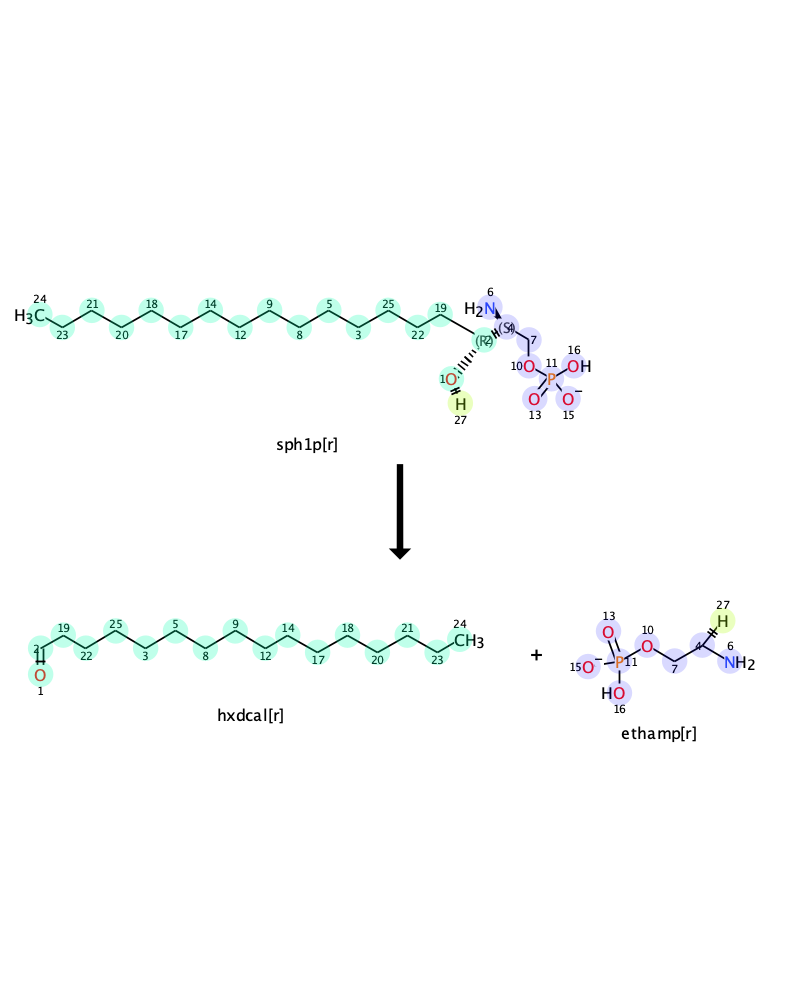 6
24 21 18 14 9 5 25 19 H₂N
H₃C (S) 4
23 20 17 12 8 3 22 (R) 2 7
10 O 11 16
P OH
1 O O O⁻
H 13 15
27
sph1p[r]
27
13 H
19 25 5 9 14 18 21 24 O 10 6
2 CH₃ O 4
22 3 8 12 17 20 23 + 15 O⁻ P 11 7 NH₂
O HO
1 16
hxdcal[r]
ethamp[r]